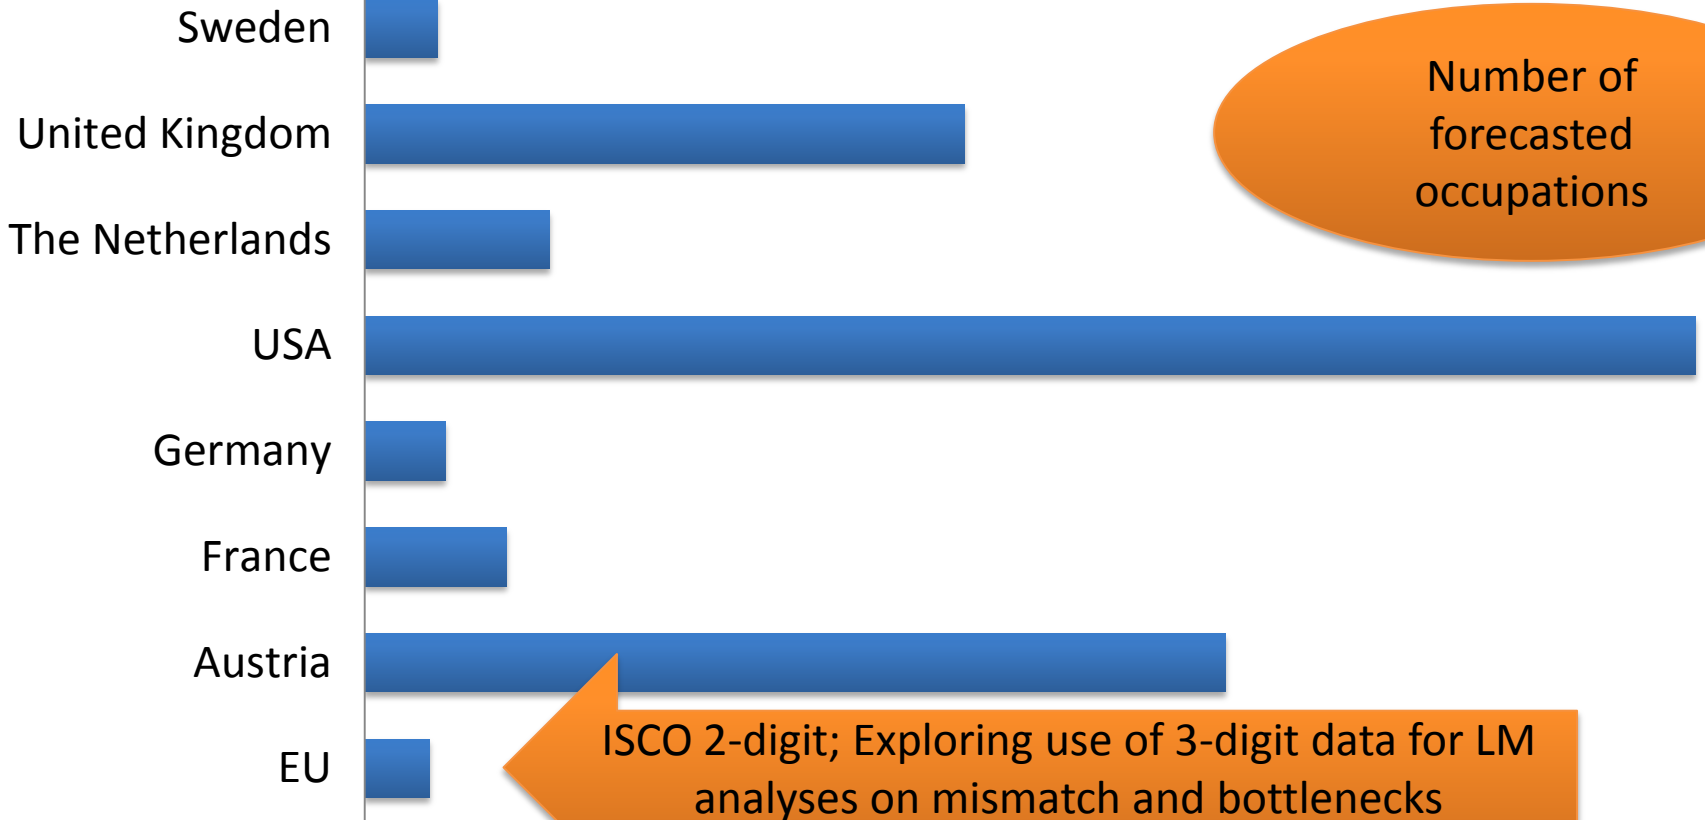 Sweden
United Kingdom
The Netherlands
USA
Germany
France
Austria
EU
Number of
forecasted
occupations
ISCO 2-digit; Exploring use of 3-digit data for LM
analyses on mismatch and bottlenecks